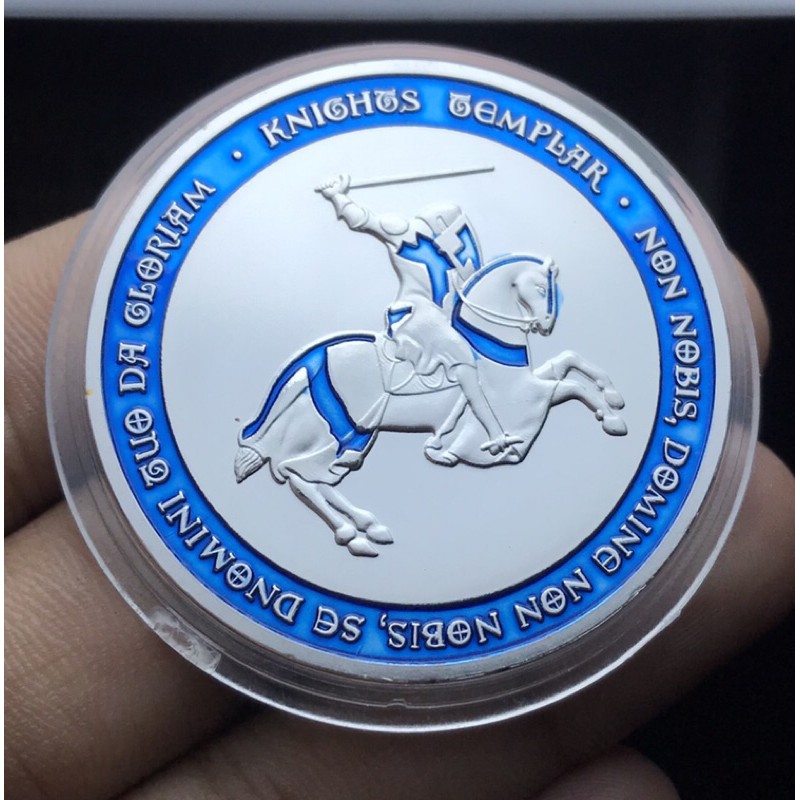 · KNIGHTS TEMPLAR ·
NON NOBIS, DOMINE NON NOBIS, SE DNOMINI TUO DA GLORIAM